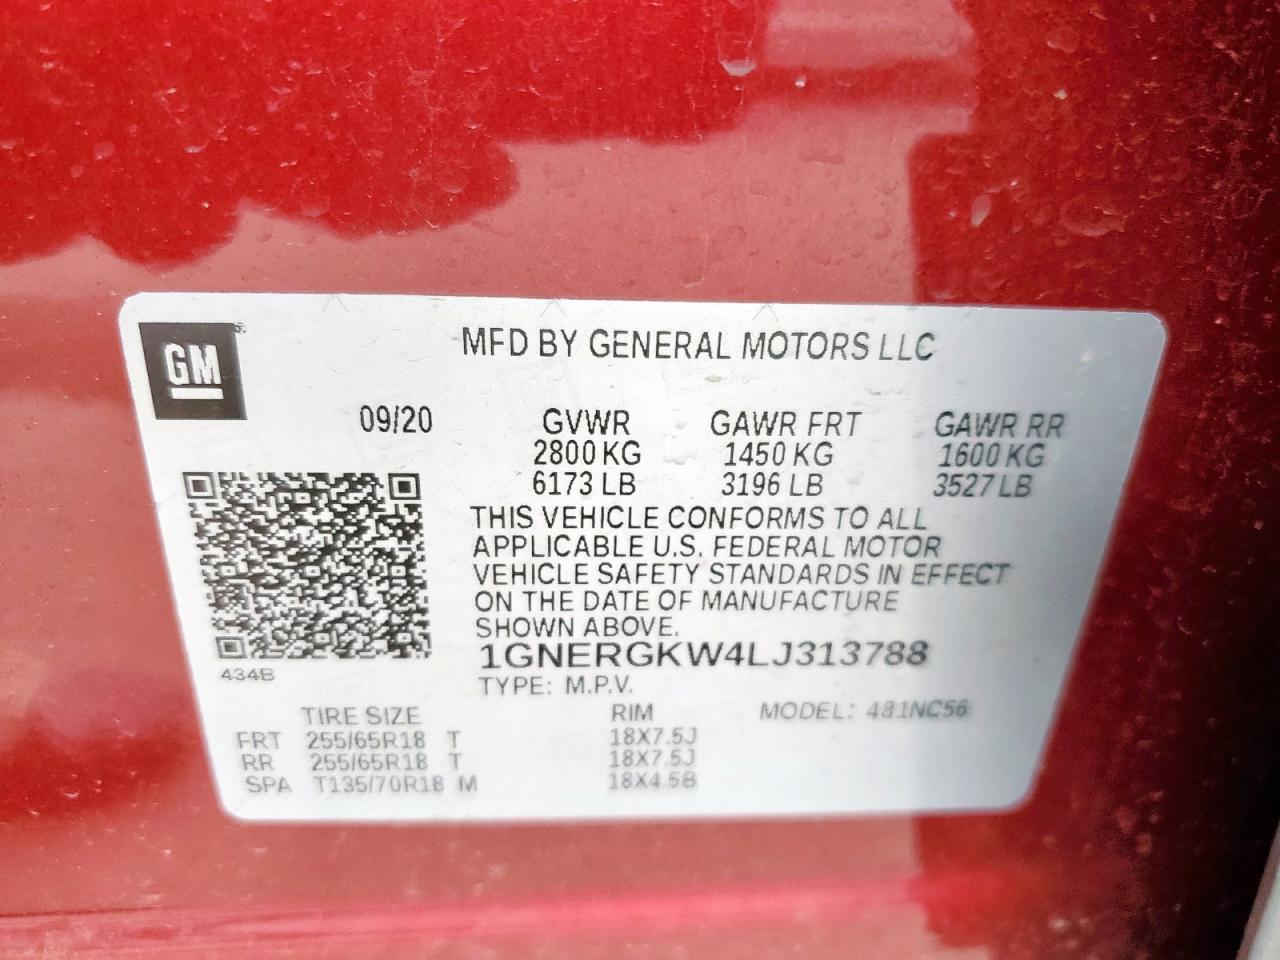 GM
MFD BY GENERAL MOTORS LLC
09/20 GVWR GAWR FRT GAWR RR
2800 KG 1450 KG 1600 KG
6173 LB 3196 LB 3527 LB
THIS VEHICLE CONFORMS TO ALL
APPLICABLE U.S. FEDERAL MOTOR
VEHICLE SAFETY STANDARDS IN EFFECT
ON THE DATE OF MANUFACTURE
SHOWN ABOVE.
1GNERGKW4LJ313788
434B
TYPE: M.P.V.
TIRE SIZE RIM MODEL: 481NC56
FRT 255/65R18 T 18X7.5J
RR 255/65R18 T 18X7.5J
SPA T135/70R18 M 18X4.5B